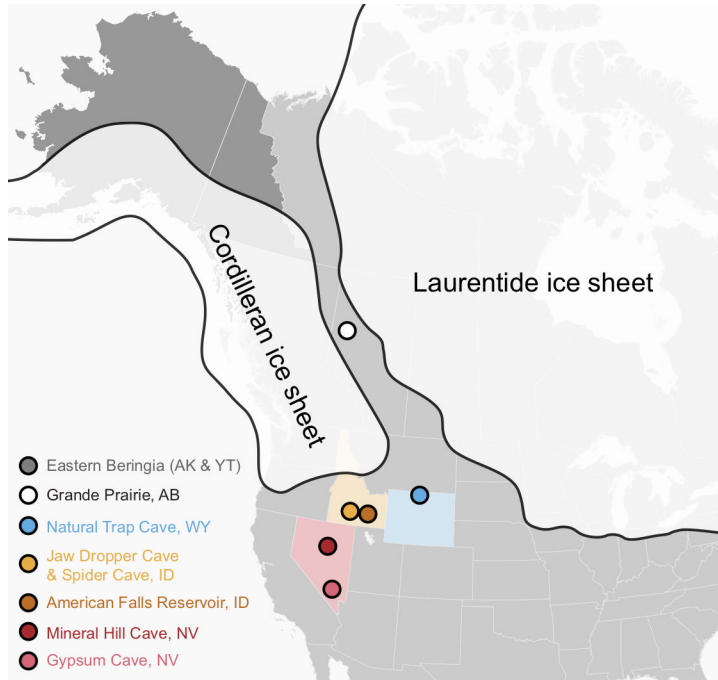 Cordilleran ice sheet
Laurentide ice sheet
Eastern Beringia (AK & YT)
Grande Prairie, AB
Natural Trap Cave, WY
Jaw Dropper Cave
& Spider Cave, ID
American Falls Reservoir, ID
Mineral Hill Cave, NV
Gypsum Cave, NV